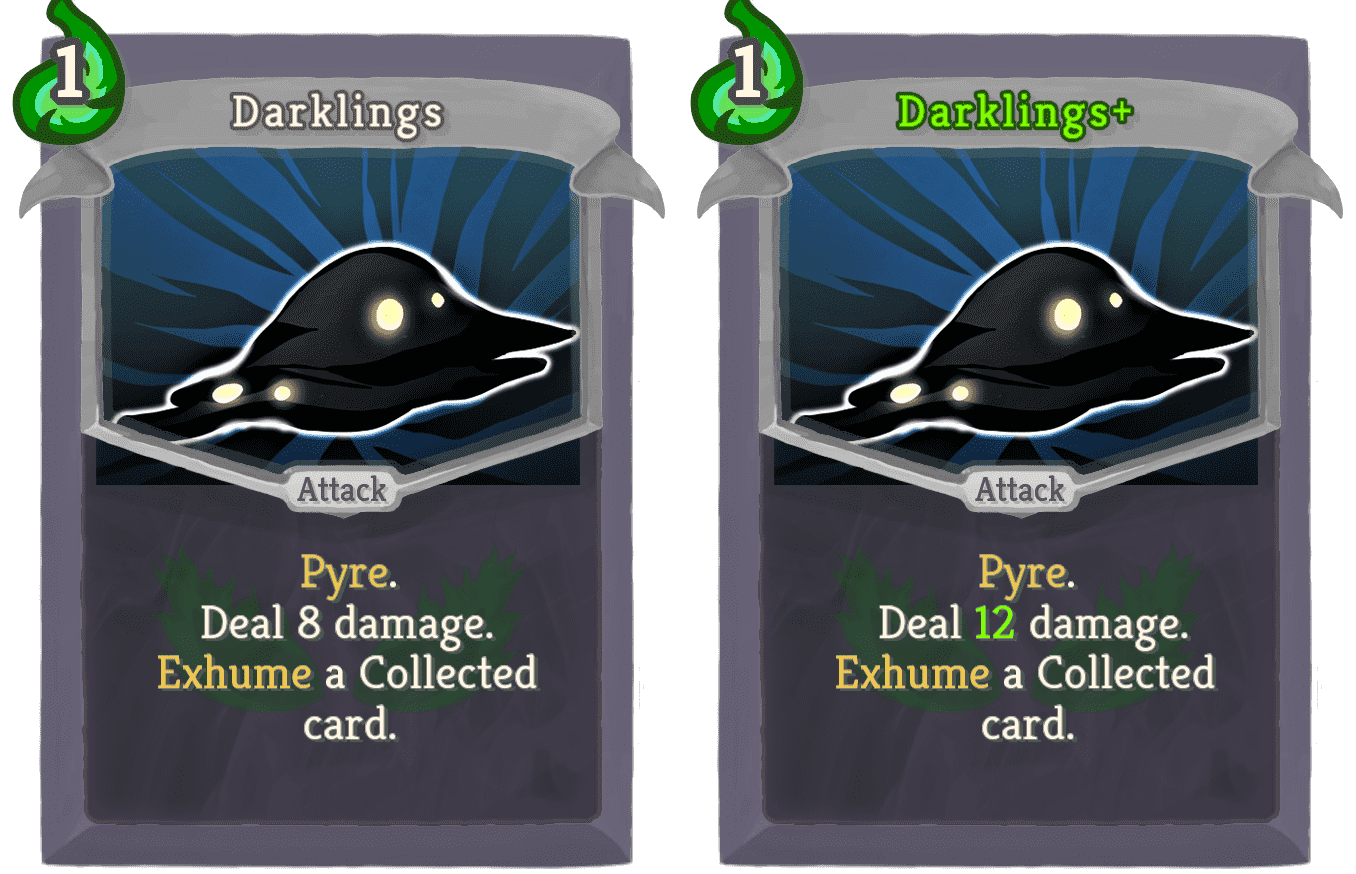 1
Darklings
Attack
Pyre.
Deal 8 damage.
Exhume a Collected
card.
1
Darklings+
Attack
Pyre.
Deal 12 damage.
Exhume a Collected
card.